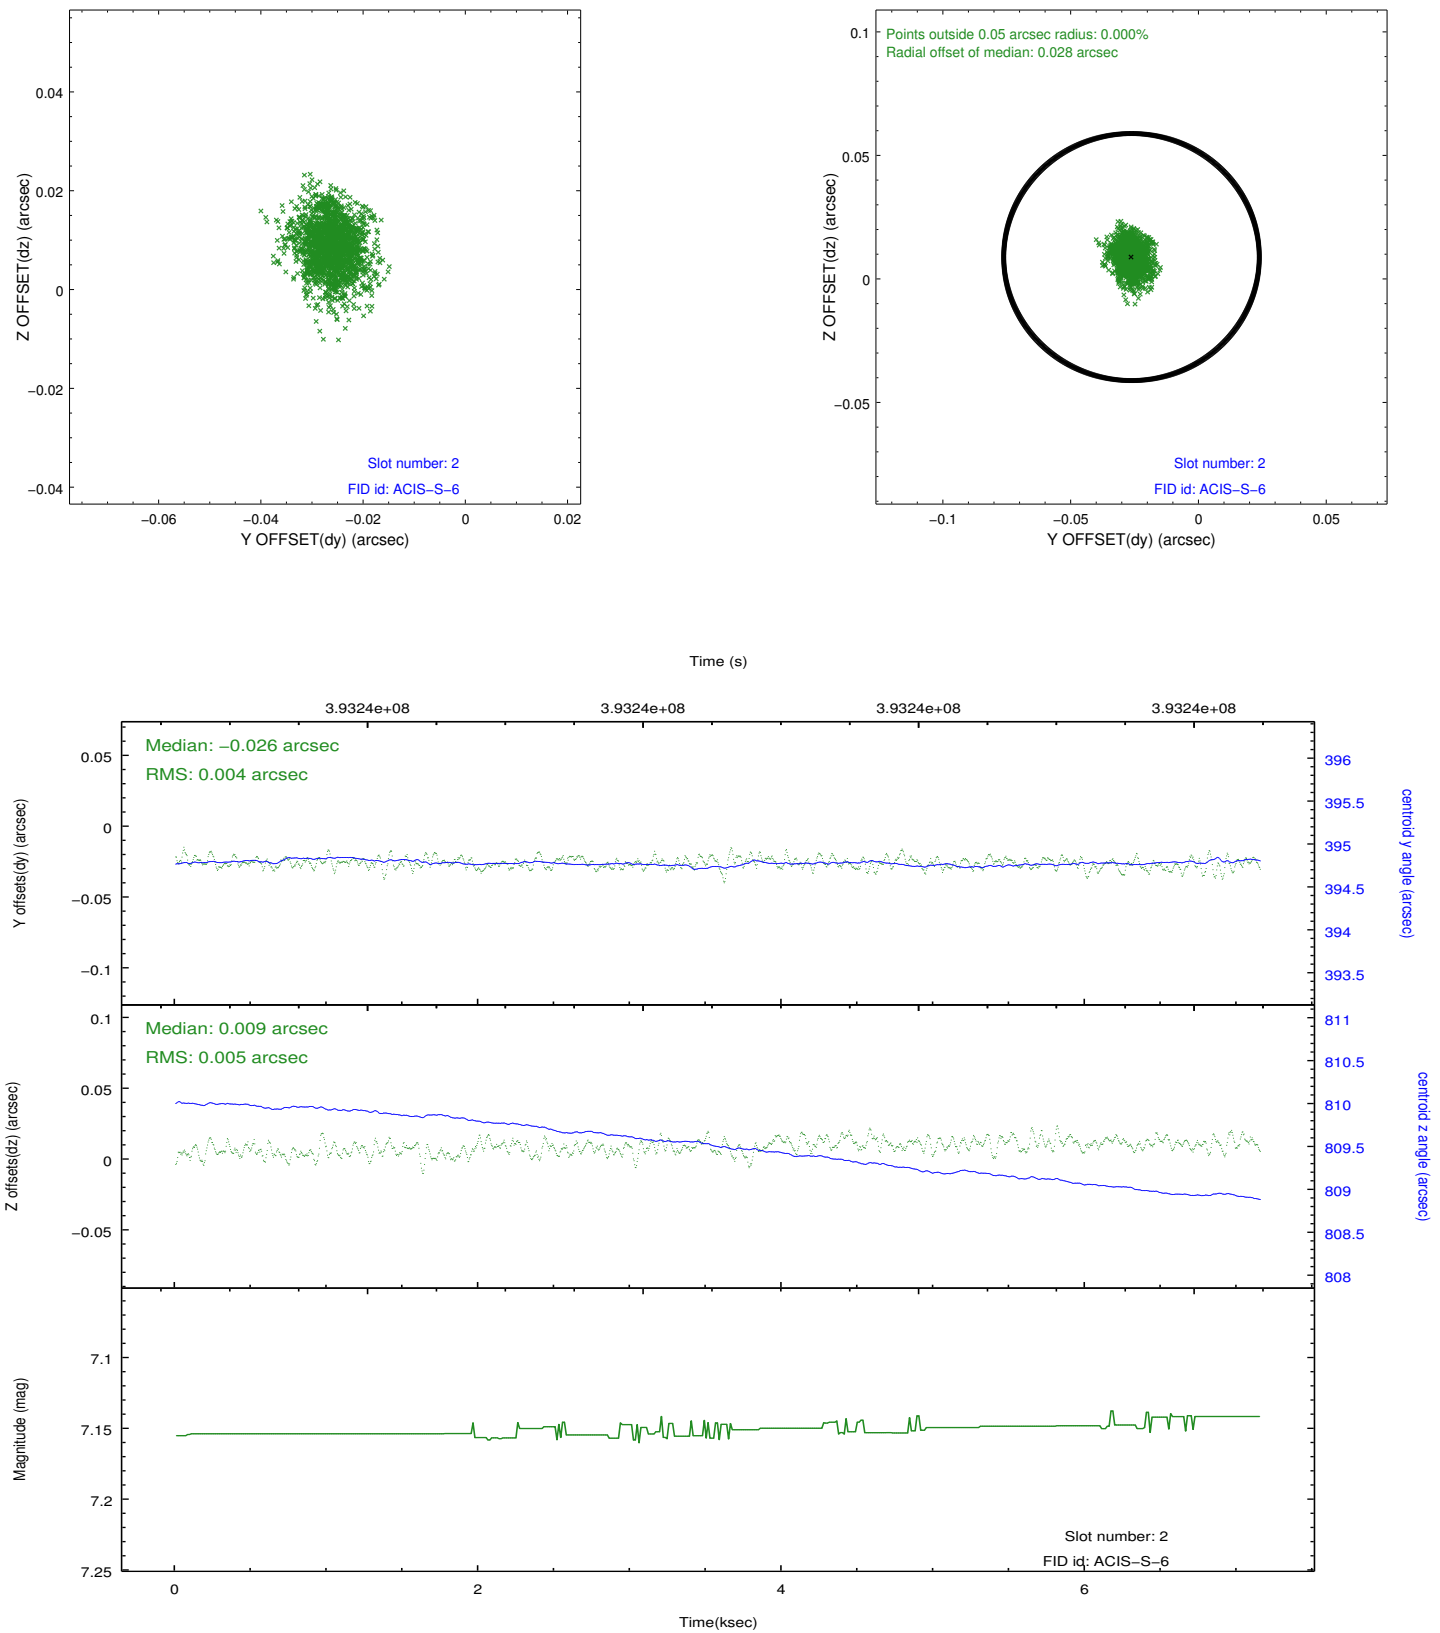 0.04
0.02
0
−0.02
−0.04
Z OFFSET(dz) (arcsec)
Slot number: 2
FID id: ACIS−S−6
−0.06
−0.04
−0.02
0
0.02
Y OFFSET(dy) (arcsec)
Points outside 0.05 arcsec radius: 0.000%
Radial offset of median: 0.028 arcsec
0.1
0.05
0
−0.05
Z OFFSET(dz) (arcsec)
Slot number: 2
FID id: ACIS−S−6
−0.1
−0.05
0
0.05
Y OFFSET(dy) (arcsec)
Time (s)
3.9324e+08
3.9324e+08
3.9324e+08
3.9324e+08
Median: −0.026 arcsec
RMS: 0.004 arcsec
0.05
0
−0.05
−0.1
Y offsets(dy) (arcsec)
396
395.5
395
394.5
394
393.5
centroid y angle (arcsec)
Median: 0.009 arcsec
RMS: 0.005 arcsec
0.1
0.05
0
−0.05
Z offsets(dz) (arcsec)
811
810.5
810
809.5
809
808.5
808
centroid z angle (arcsec)
7.1
7.15
7.2
7.25
Magnitude (mag)
Slot number: 2
FID id: ACIS−S−6
0
2
4
6
Time(ksec)